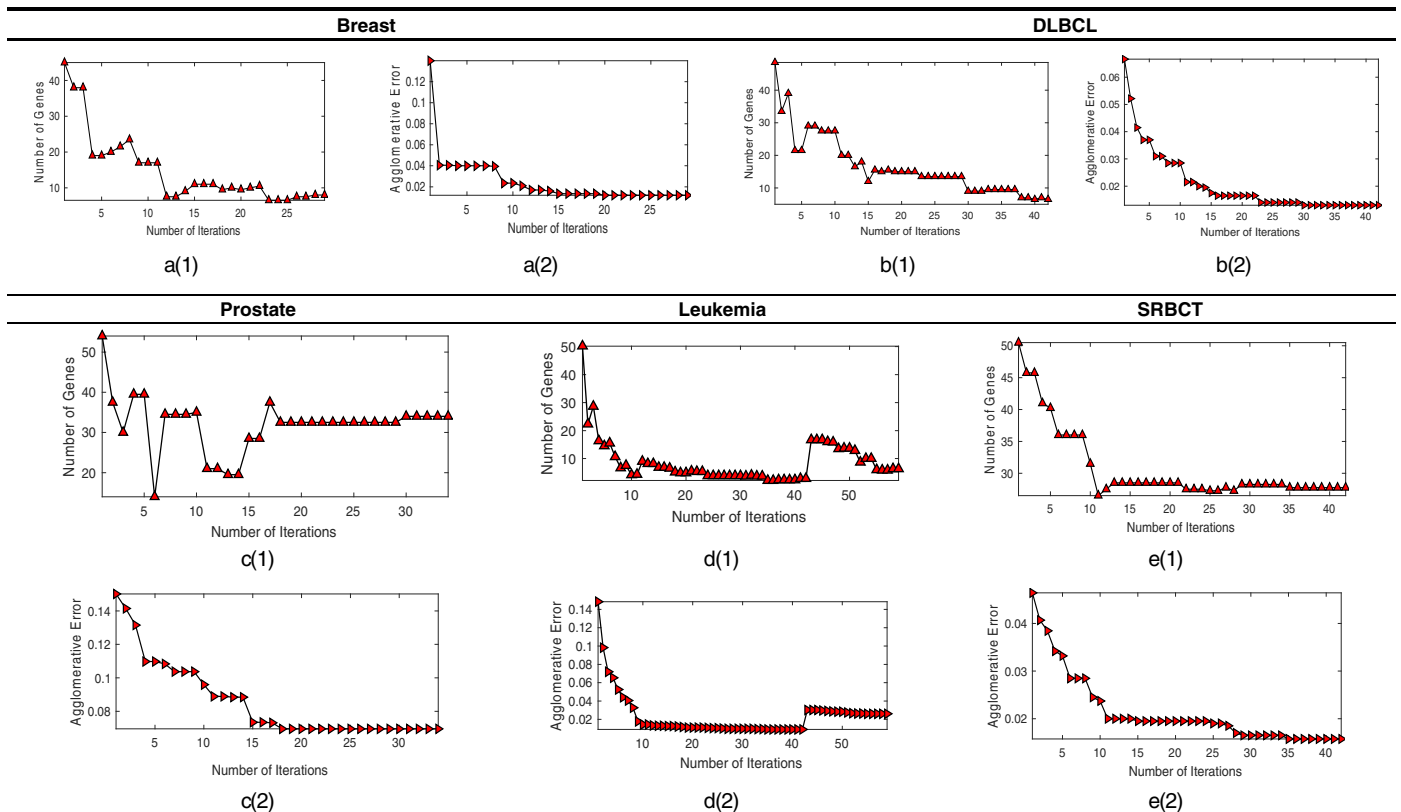 Breast
DLBCL
40
30
20
10
Number of Genes
5 10 15 20 25
Number of Iterations
a(1)
0.12
0.1
0.08
0.06
0.04
0.02
Agglomerative Error
5 10 15 20 25
Number of Iterations
a(2)
40
30
20
10
Number of Genes
5 10 15 20 25 30 35 40
Number of Iterations
b(1)
0.06
0.05
0.04
0.03
0.02
Agglomerative Error
5 10 15 20 25 30 35 40
Number of Iterations
b(2)
Prostate
Leukemia
SRBCT
50
40
30
20
Number of Genes
5 10 15 20 25 30
Number of Iterations
c(1)
50
40
30
20
10
Number of Genes
10 20 30 40 50
Number of Iterations
d(1)
50
45
40
35
30
Number of Genes
5 10 15 20 25 30 35 40
Number of Iterations
e(1)
0.14
0.12
0.1
0.08
Agglomerative Error
5 10 15 20 25 30
Number of Iterations
c(2)
0.14
0.12
0.1
0.08
0.06
0.04
0.02
Agglomerative Error
10 20 30 40 50
Number of Iterations
d(2)
0.04
0.03
0.02
Agglomerative Error
5 10 15 20 25 30 35 40
Number of Iterations
e(2)